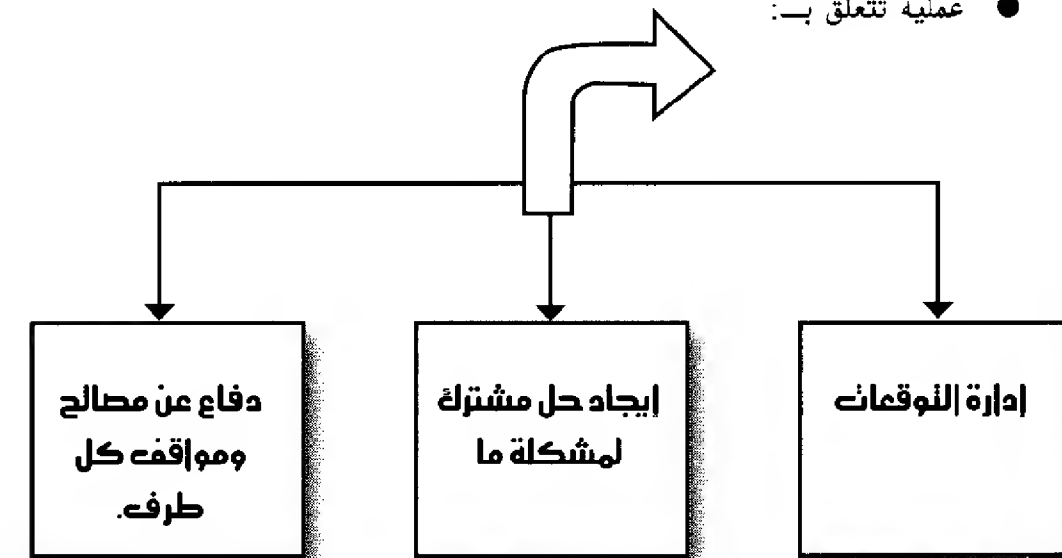 ● عملية تتعلق بـ:
إدارة التوقعات
إيجاد حل مشترك
لمشكلة ما
دفاع عن مصالح
ومواقف كل
طرف.